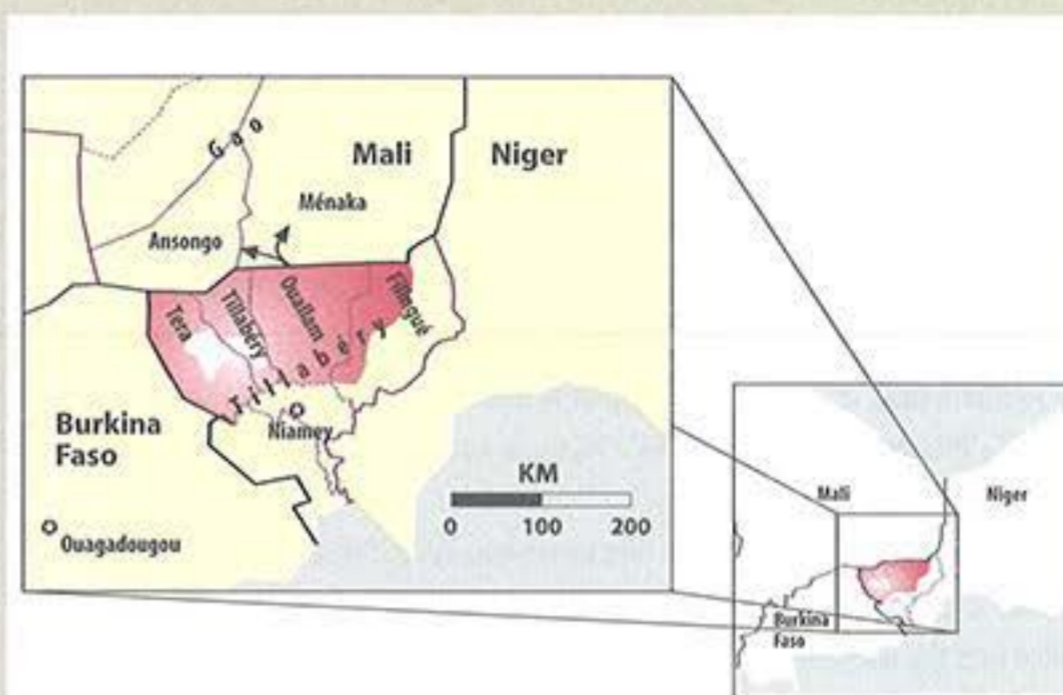 Gao
Mali
Niger
Ménaka
Ansongo
Tera
Tillabéry
Ouallam
Filingué
Tillabéry
Niamey
Burkina
Faso
Ouagadougou
KM
0 100 200
Mali
Niger
Burkina
Faso